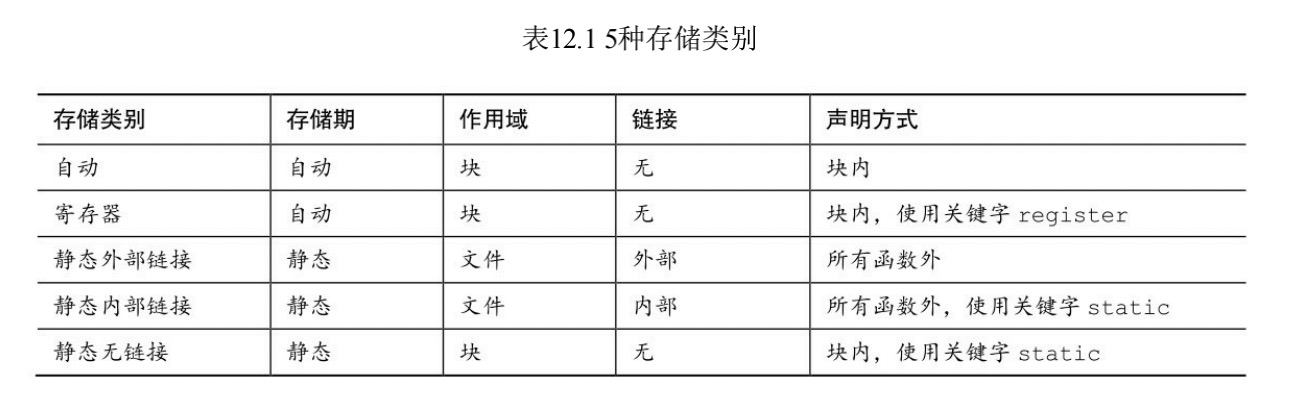 表12.1 5种存储类别
存储类别 存储期 作用域 链接 声明方式
自动 自动 块 无 块内
寄存器 自动 块 无 块内，使用关键字 register
静态外部链接 静态 文件 外部 所有函数外
静态内部链接 静态 文件 内部 所有函数外，使用关键字 static
静态无链接 静态 块 无 块内，使用关键字 static